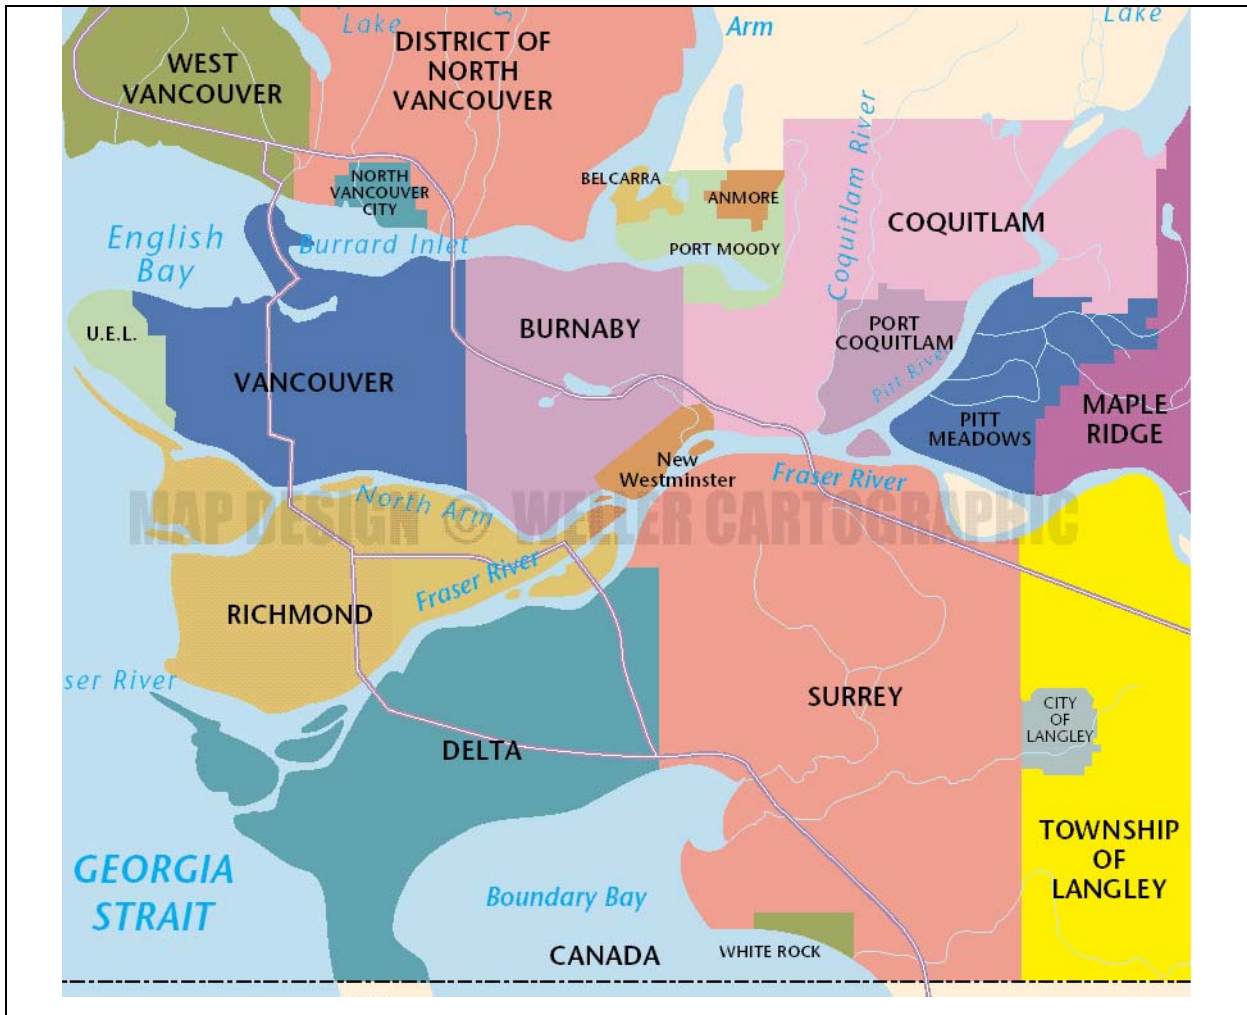 Lake
DISTRICT OF
NORTH
VANCOUVER
Arm
Lake
WEST
VANCOUVER
NORTH
VANCOUVER
CITY
BELCARRA
ANMORE
PORT MOODY
Coquitlam River
COQUITLAM
English
Bay
Burrard Inlet
U.E.L.
VANCOUVER
BURNABY
Coquitlam River
PORT
COQUITLAM
Pitt River
PITT
MEADOWS
MAPLE
RIDGE
New
Westminster
Fraser River
North Arm
MAP DESIGN © WELLER CARTOGRAPHIC
Fraser River
RICHMOND
ser River
DELTA
SURREY
CITY
OF
LANGLEY
TOWNSHIP
OF
LANGLEY
GEORGIA
STRAIT
Boundary Bay
CANADA
WHITE ROCK